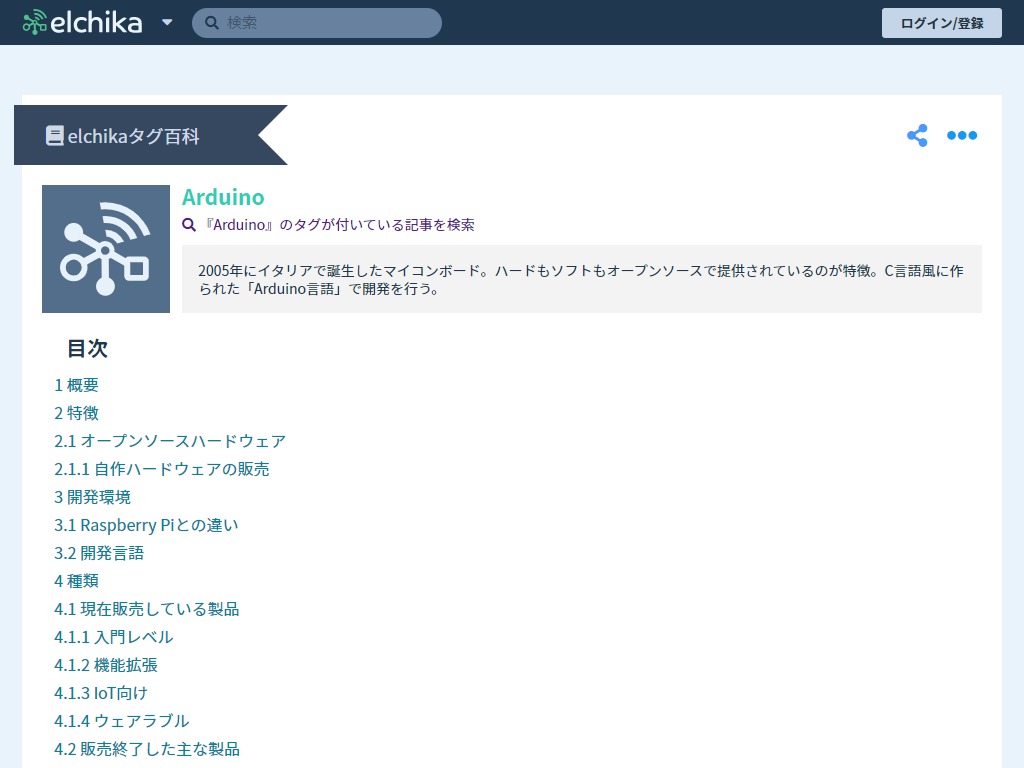 elchika
検索
ログイン/登録
elchikaタグ百科
Arduino
『Arduino』のタグが付いている記事を検索
2005年にイタリアで誕生したマイコンボード。ハードもソフトもオープンソースで提供されているのが特徴。C言語風に作
られた「Arduino言語」で開発を行う。
目次
1 概要
2 特徴
2.1 オープンソースハードウェア
2.1.1 自作ハードウェアの販売
3 開発環境
3.1 Raspberry Piとの違い
3.2 開発言語
4 種類
4.1 現在販売している製品
4.1.1 入門レベル
4.1.2 機能拡張
4.1.3 IoT向け
4.1.4 ウェアラブル
4.2 販売終了した主な製品